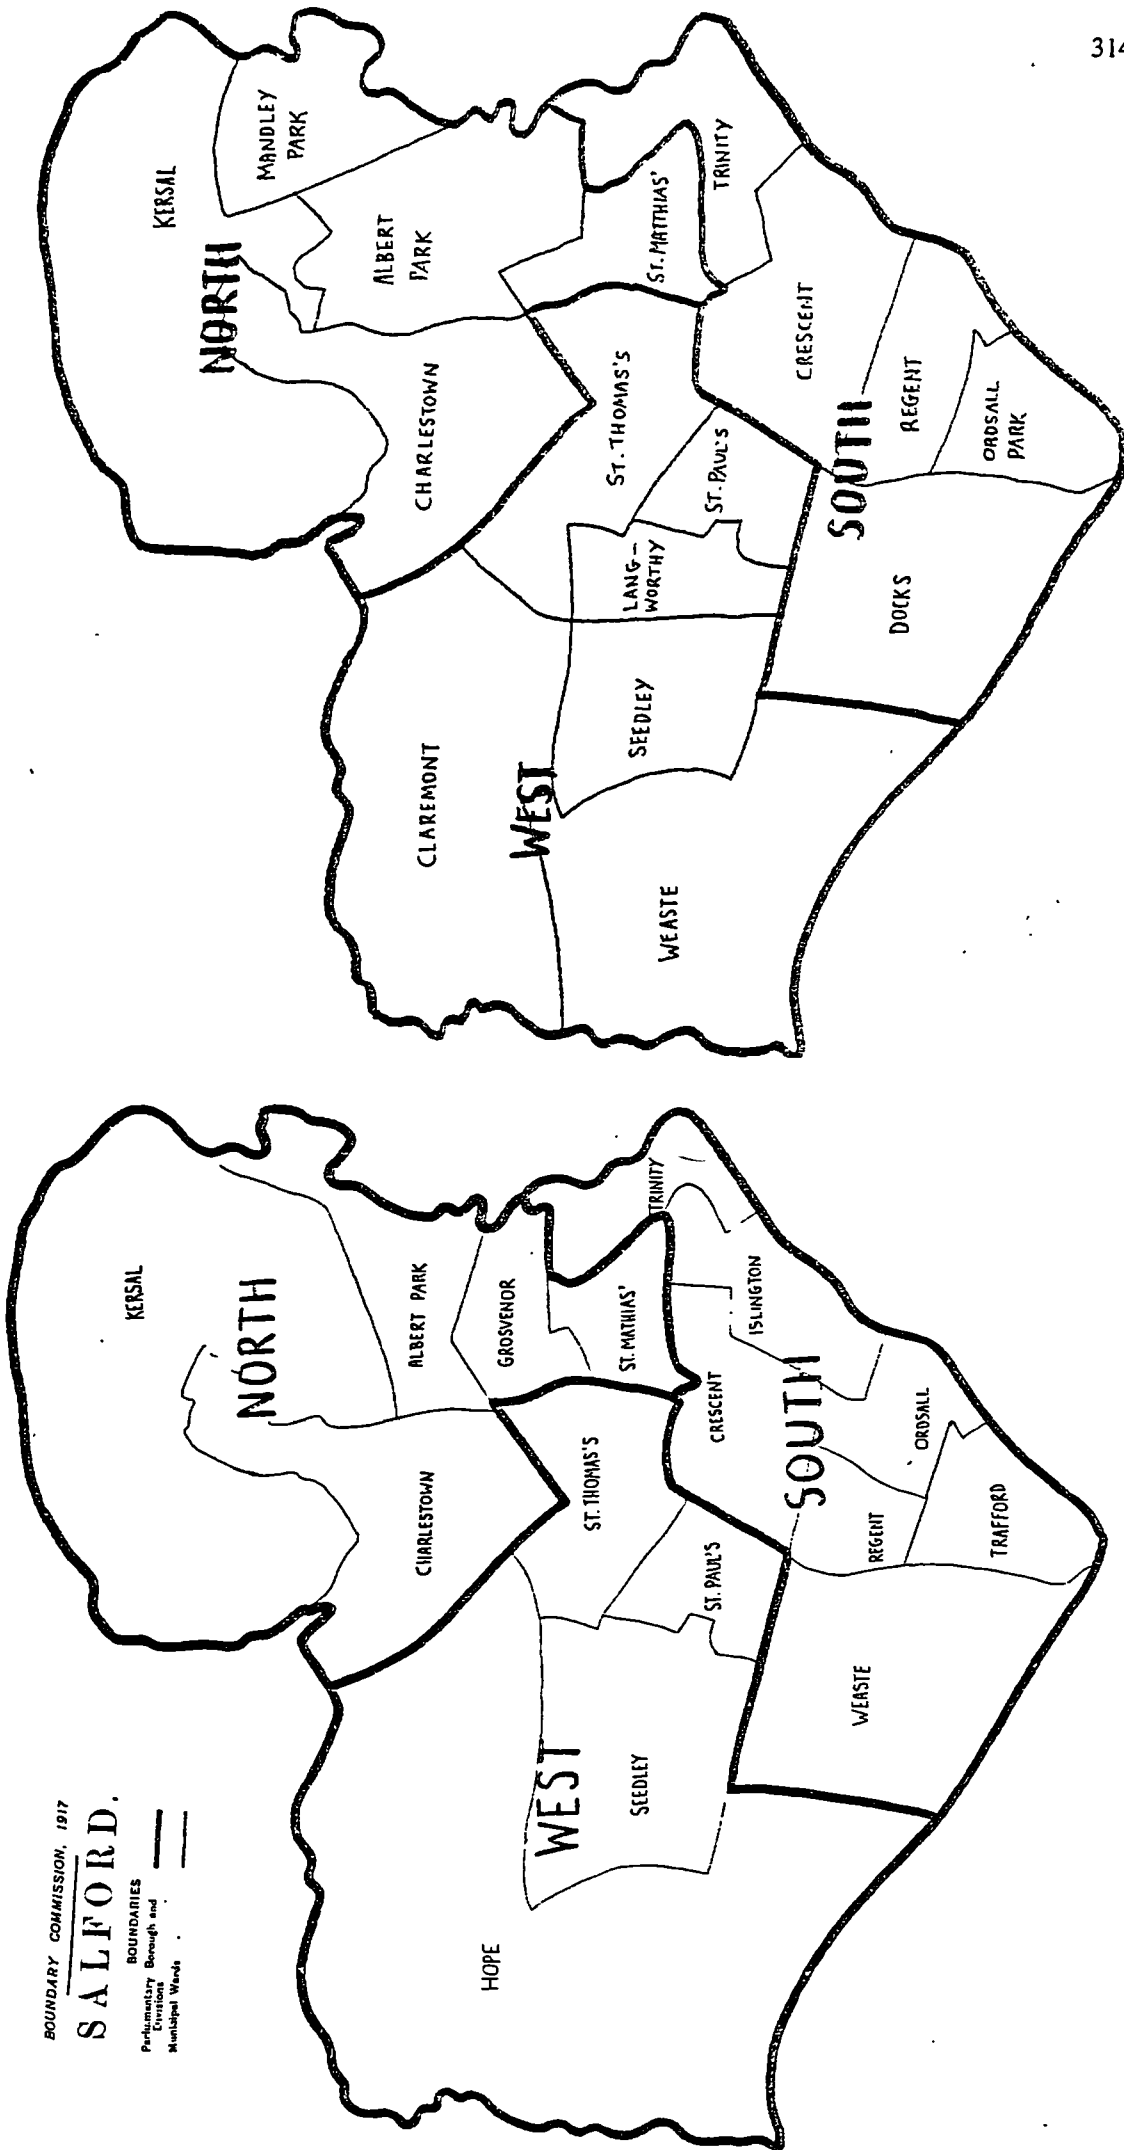 314
BOUNDARY COMMISSION, 1917
SALFORD.
BOUNDARIES
Parliamentary Borough and
Divisions
Municipal Wards
KERSAL
NORTH
ALBERT PARK
GROSVENOR
CHARLESTOWN
ST. MATHIAS'
TRINITY
ISLINGTON
CRESCENT
SOUTH
ORDSALL
REGENT
TRAFFORD
ST. THOMAS'S
ST. PAUL'S
WEASTE
WEST
SEEDLEY
HOPE
KERSAL
MANDLEY
PARK
NORTH
ALBERT
PARK
CHARLESTOWN
ST. MATTHIAS'
TRINITY
CRESCENT
ST. THOMAS'S
ST. PAUL'S
REGENT
SOUTH
ORDSALL
PARK
LANG-
WORTHY
DOCKS
SEEDLEY
CLAREMONT
WEST
WEASTE